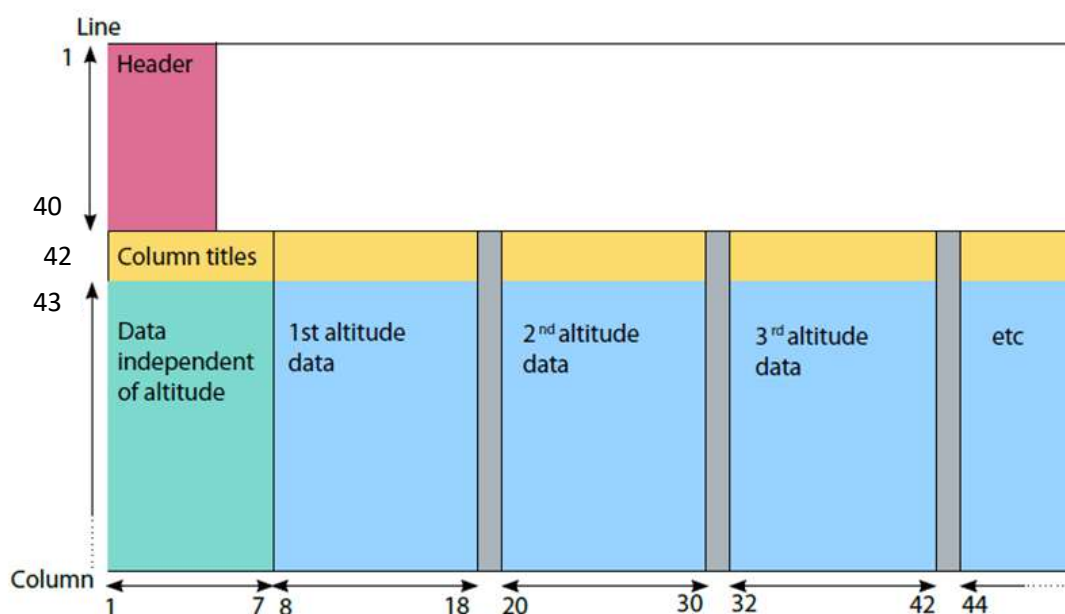 Line
1
Header
40
42
Column titles
43
Data
independent
of altitude
1st altitude
data
2nd altitude
data
3rd altitude
data
etc
Column
1 7 8 18 20 30 32 42 44